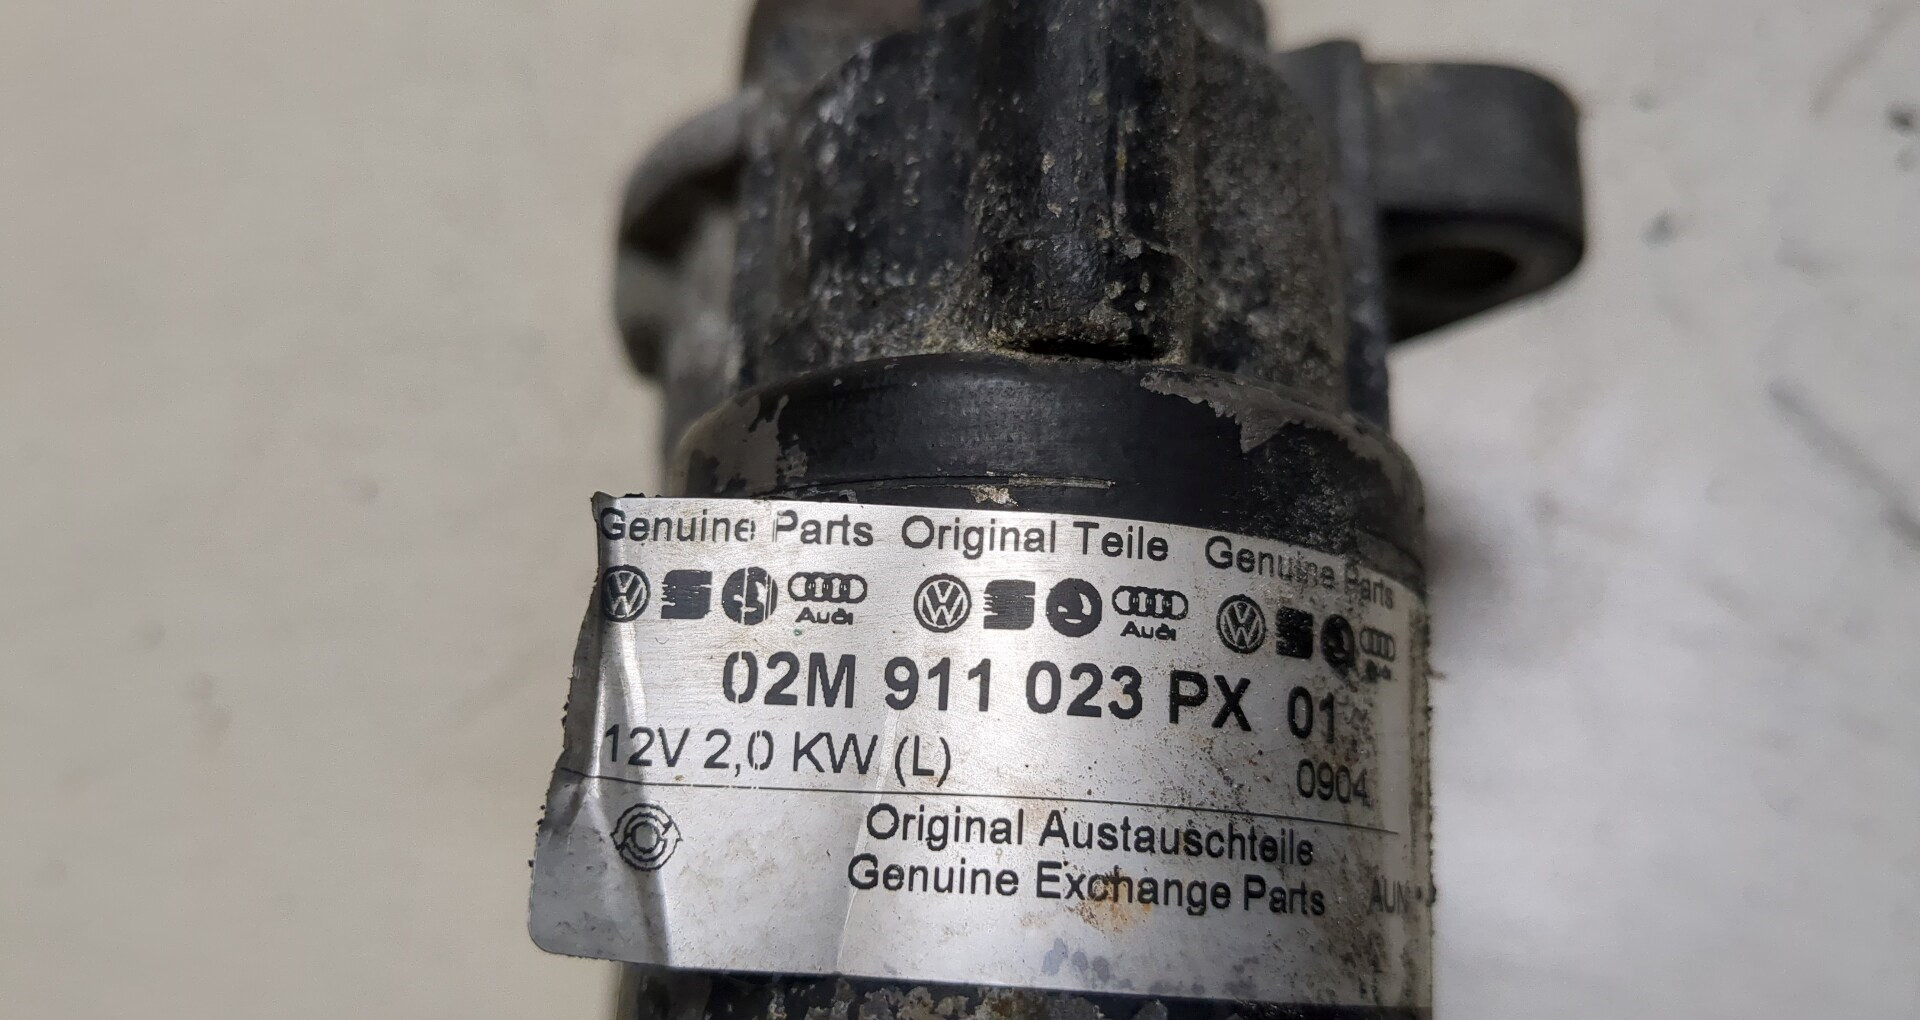 Genuine Parts Original Teile Genuine Parts
Audi Audi Audi
02M 911 023 PX 01
12V 2,0 KW (L) 0904
Original Austauschteile
Genuine Exchange Parts